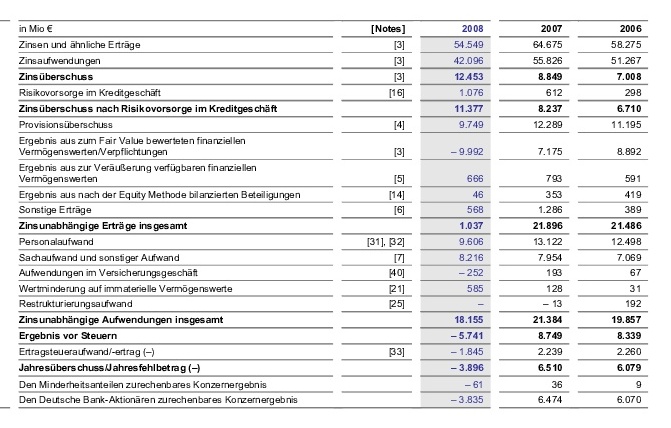 in Mio € [Notes] 2008 2007 2006
Zinsen und ähnliche Erträge [3] 54.549 64.675 58.275
Zinsaufwendungen [3] 42.096 55.826 51.267
Zinsüberschuss [3] 12.453 8.849 7.008
Risikovorsorge im Kreditgeschäft [16] 1.076 612 298
Zinsüberschuss nach Risikovorsorge im Kreditgeschäft 11.377 8.237 6.710
Provisionsüberschuss [4] 9.749 12.289 11.195
Ergebnis aus zum Fair Value bewerteten finanziellen
Vermögenswerten/Verpflichtungen [3] – 9.992 7.175 8.892
Ergebnis aus zur Veräußerung verfügbaren finanziellen
Vermögenswerten [5] 666 793 591
Ergebnis aus nach der Equity Methode bilanzierten Beteiligungen [14] 46 353 419
Sonstige Erträge [6] 568 1.286 389
Zinsunabhängige Erträge insgesamt 1.037 21.896 21.486
Personalaufwand [31], [32] 9.606 13.122 12.498
Sachaufwand und sonstiger Aufwand [7] 8.216 7.954 7.069
Aufwendungen im Versicherungsgeschäft [40] – 252 193 67
Wertminderung auf immaterielle Vermögenswerte [21] 585 128 31
Restrukturierungsaufwand [25] – – 13 192
Zinsunabhängige Aufwendungen insgesamt 18.155 21.384 19.857
Ergebnis vor Steuern – 5.741 8.749 8.339
Ertragsteueraufwand/-ertrag (–) [33] – 1.845 2.239 2.260
Jahresüberschuss/Jahresfehlbetrag (–) – 3.896 6.510 6.079
Den Minderheitsanteilen zurechenbares Konzernergebnis – 61 36 9
Den Deutsche Bank-Aktionären zurechenbares Konzernergebnis – 3.835 6.474 6.070